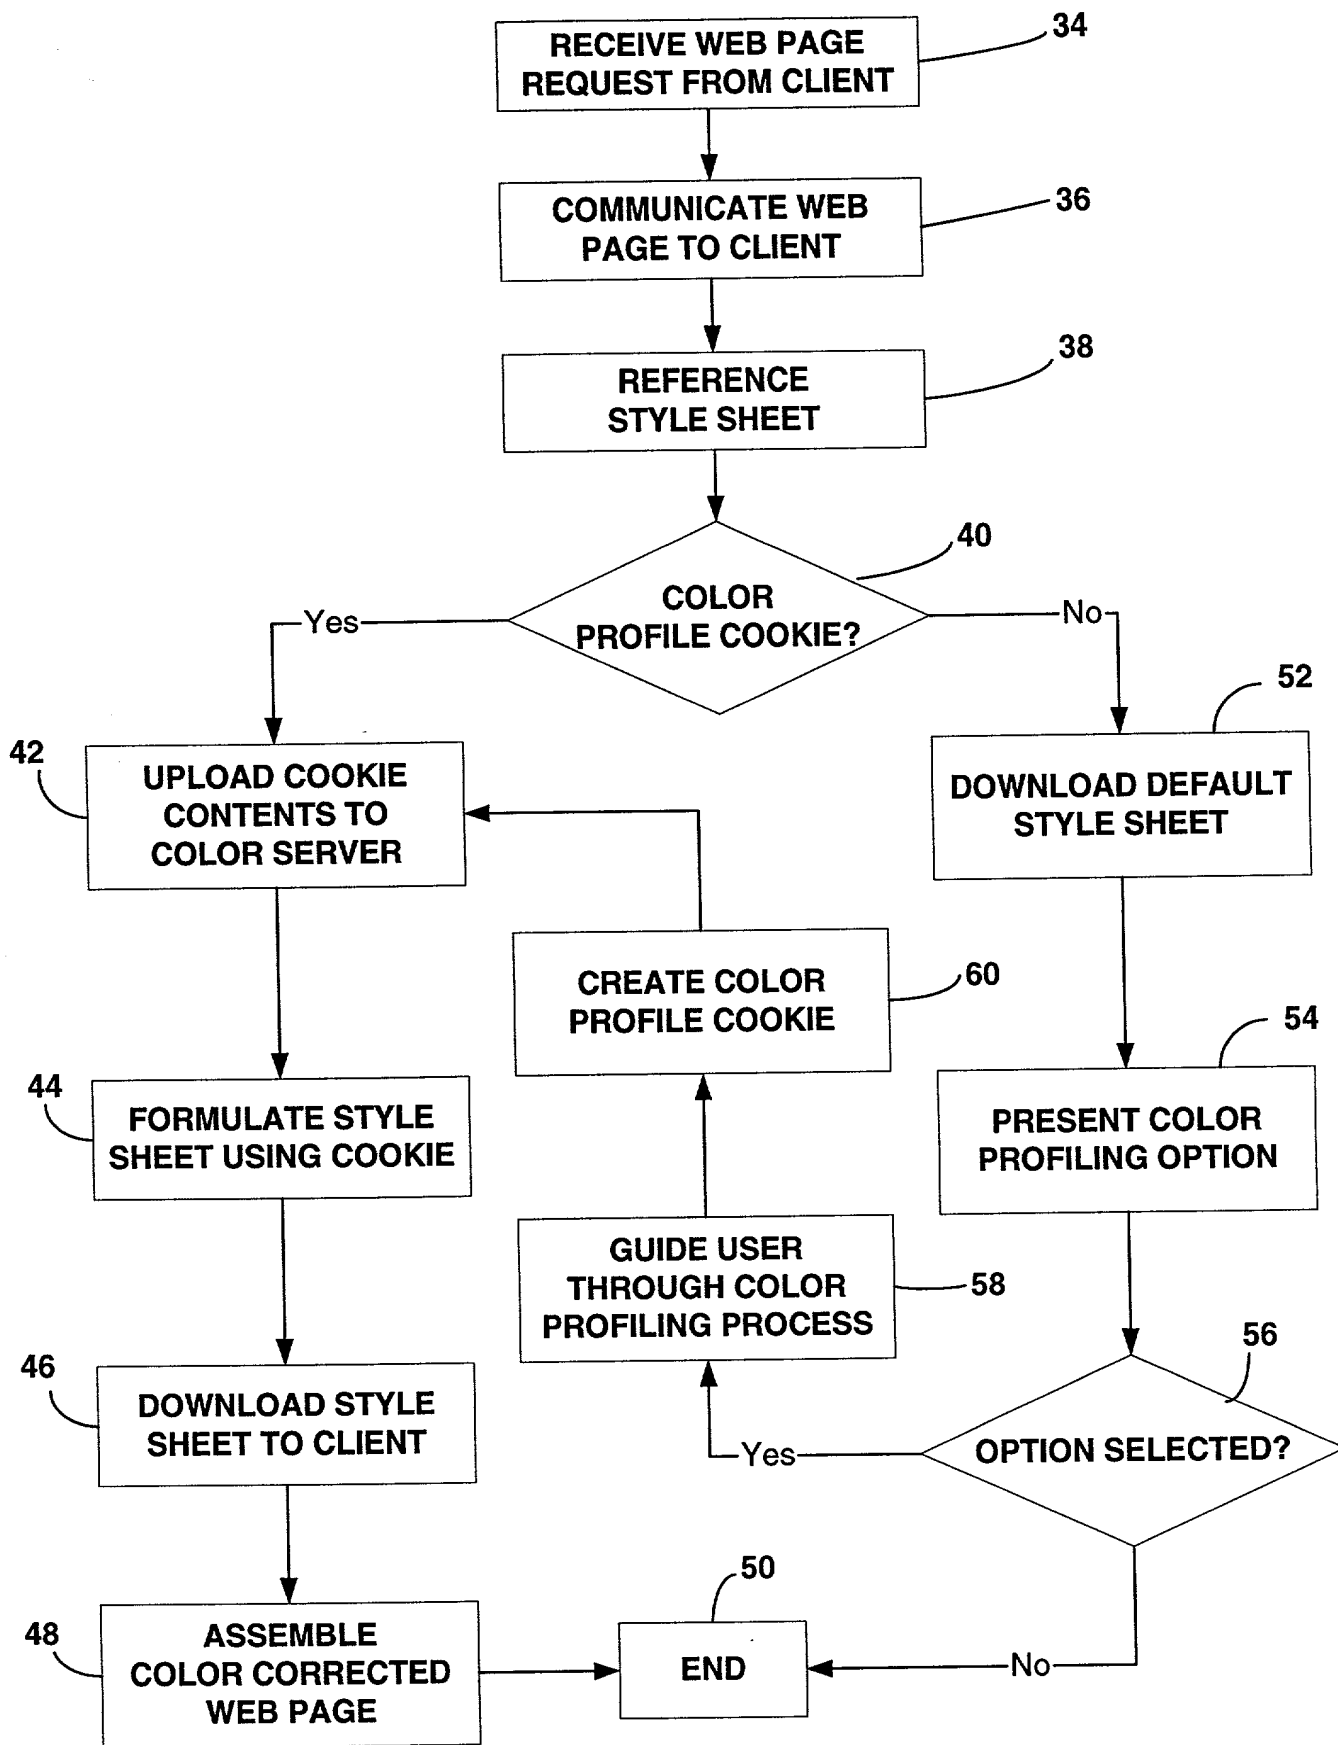 RECEIVE WEB PAGE
REQUEST FROM CLIENT
34
COMMUNICATE WEB
PAGE TO CLIENT
36
REFERENCE
STYLE SHEET
38
COLOR
PROFILE COOKIE?
40
Yes
No
42
UPLOAD COOKIE
CONTENTS TO
COLOR SERVER
52
DOWNLOAD DEFAULT
STYLE SHEET
CREATE COLOR
PROFILE COOKIE
60
54
PRESENT COLOR
PROFILING OPTION
44
FORMULATE STYLE
SHEET USING COOKIE
GUIDE USER
THROUGH COLOR
PROFILING PROCESS
58
56
OPTION SELECTED?
Yes
46
DOWNLOAD STYLE
SHEET TO CLIENT
48
ASSEMBLE
COLOR CORRECTED
WEB PAGE
50
END
No